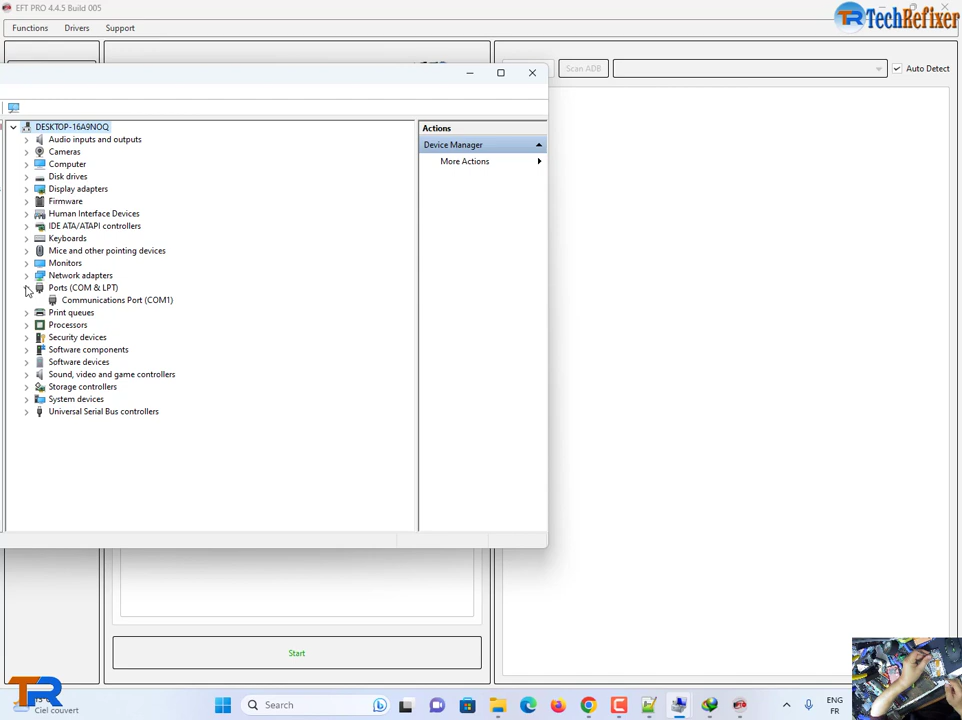 EFT PRO 4.4.5 Build 005
TechRefixer
Functions Drivers Support
Scan ADB
Auto Detect
DESKTOP-16A9NOQ
Audio inputs and outputs
Cameras
Computer
Disk drives
Display adapters
Firmware
Human Interface Devices
IDE ATA/ATAPI controllers
Keyboards
Mice and other pointing devices
Monitors
Network adapters
Ports (COM & LPT)
Communications Port (COM1)
Print queues
Processors
Security devices
Software components
Software devices
Sound, video and game controllers
Storage controllers
System devices
Universal Serial Bus controllers
Actions
Device Manager
More Actions
Start
TR
Ciel couvert
Search
ENG
FR